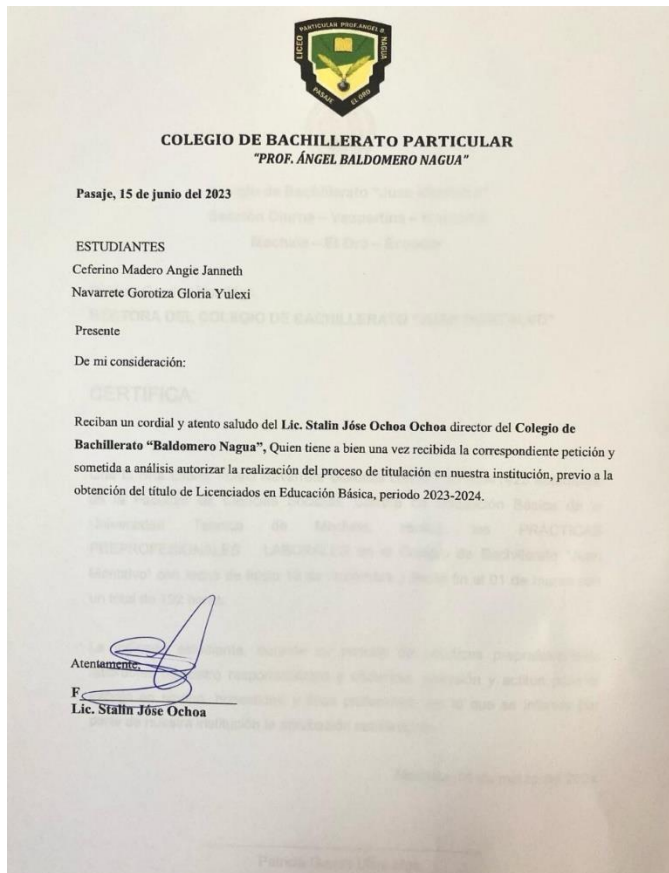 LICEO PARTICULAR PROF. ANGEL B. NAGUA
PASAJE EL ORO
COLEGIO DE BACHILLERATO PARTICULAR
"PROF. ÁNGEL BALDOMERO NAGUA"
Pasaje, 15 de junio del 2023
ESTUDIANTES
Ceferino Madero Angie Janneth
Navarrete Gorotiza Gloria Yulexi
Presente
De mi consideración:
CERTIFICA
Reciban un cordial y atento saludo del Lic. Stalin Jóse Ochoa Ochoa director del Colegio de
Bachillerato “Baldomero Nagua”, Quien tiene a bien una vez recibida la correspondiente petición y
sometida a análisis autorizar la realización del proceso de titulación en nuestra institución, previo a la
obtención del título de Licenciados en Educación Básica, periodo 2023-2024.
Atentamente,
F
Lic. Stalin Jóse Ochoa